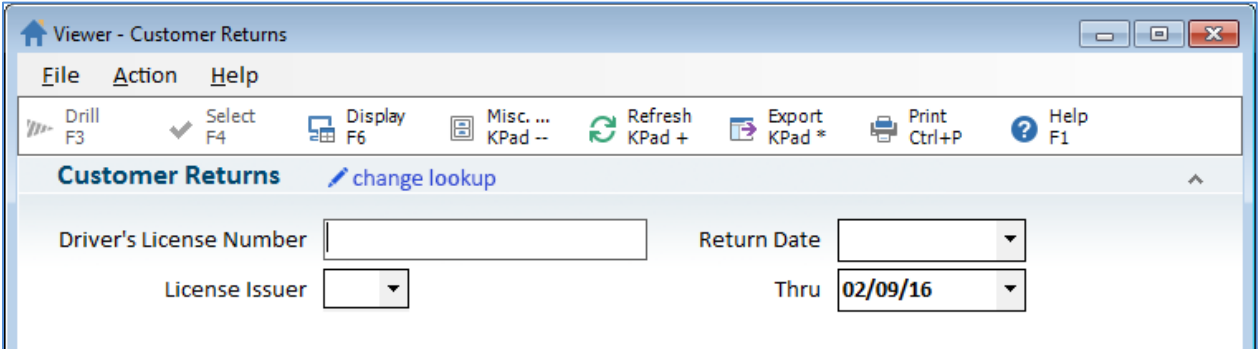 Viewer - Customer Returns
File Action Help
Drill Select Display Misc. ... Refresh Export Print Help
F3 F4 F6 KPad -- KPad + KPad * Ctrl+P F1
Customer Returns change lookup
Driver's License Number Return Date
License Issuer Thru 02/09/16